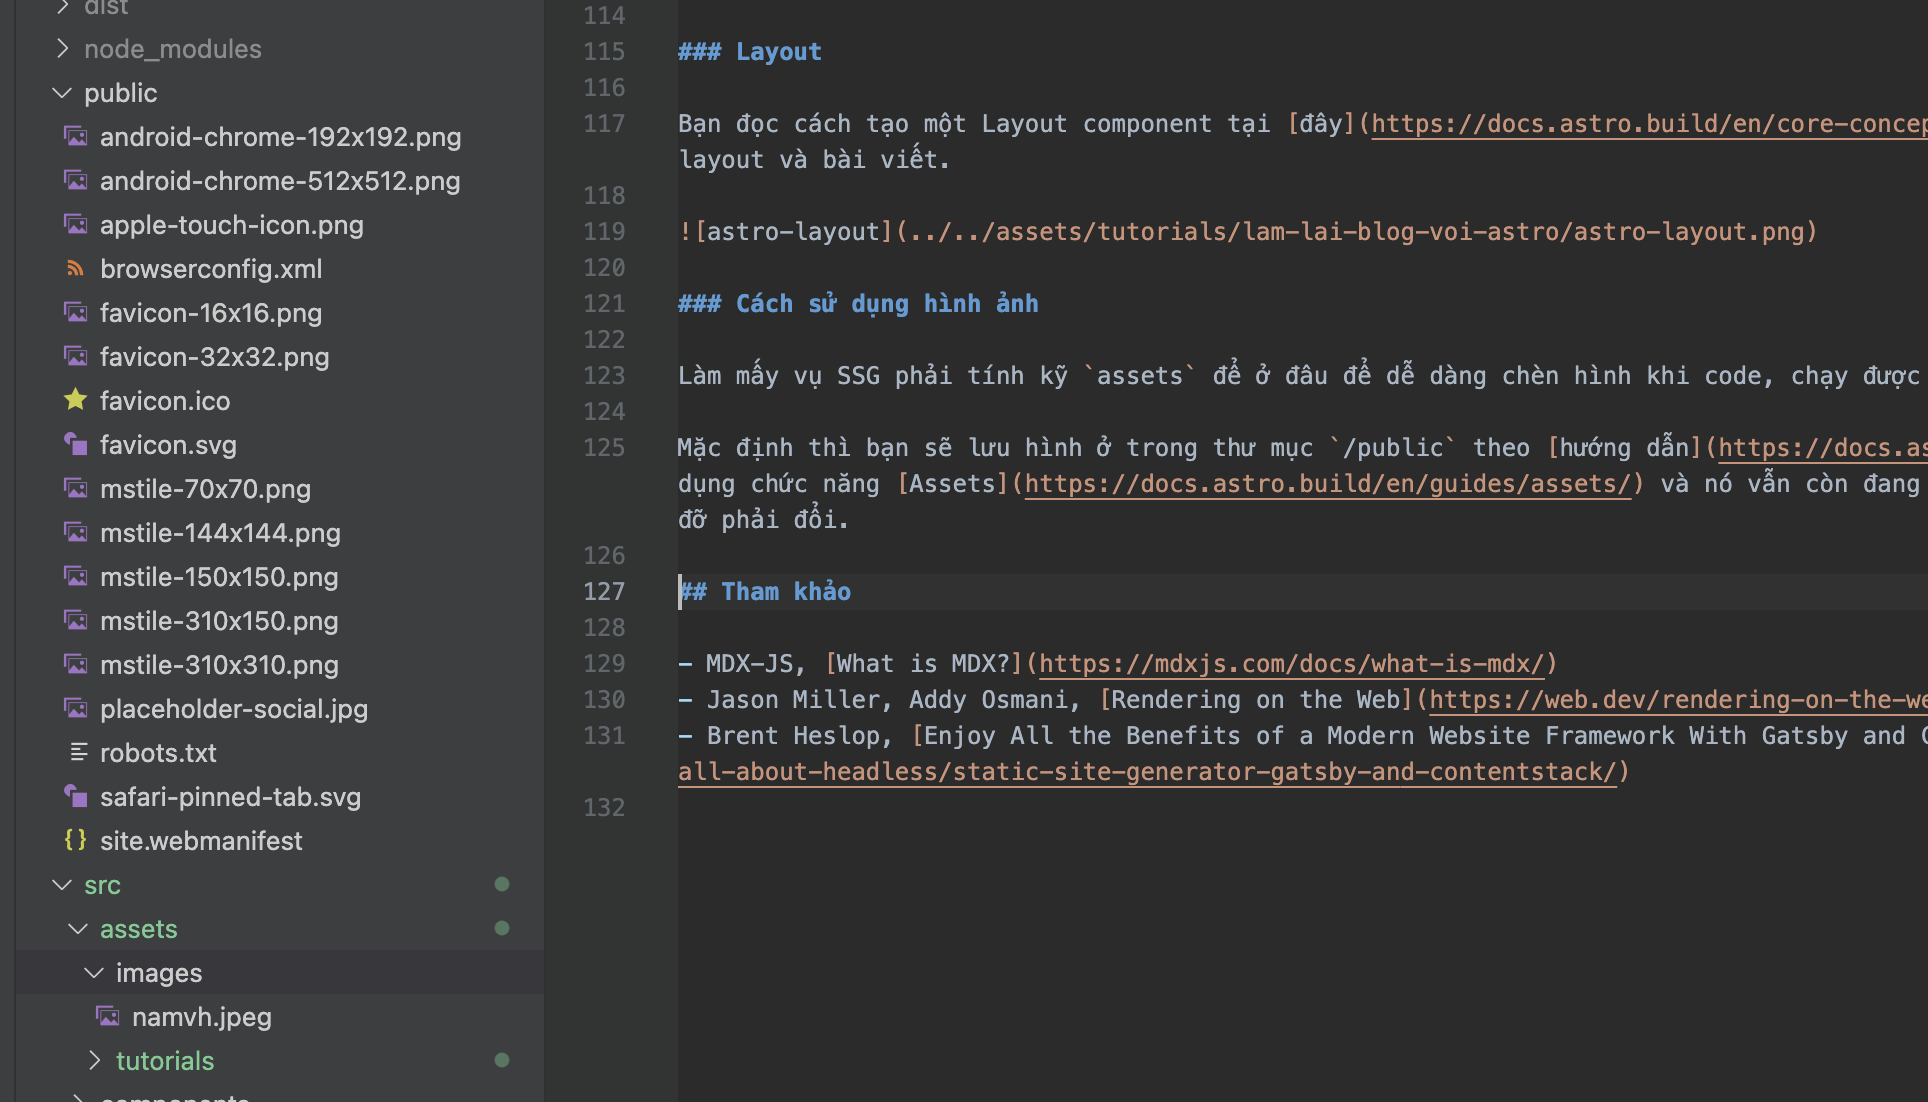 dist
node_modules
public
android-chrome-192x192.png
android-chrome-512x512.png
apple-touch-icon.png
browserconfig.xml
favicon-16x16.png
favicon-32x32.png
favicon.ico
favicon.svg
mstile-70x70.png
mstile-144x144.png
mstile-150x150.png
mstile-310x150.png
mstile-310x310.png
placeholder-social.jpg
robots.txt
safari-pinned-tab.svg
{} site.webmanifest
src
assets
images
namvh.jpeg
tutorials
components
114
115 ### Layout
116
117 Bạn đọc cách tạo một Layout component tại [đây](https://docs.astro.build/en/core-concep
layout và bài viết.
118
119 ![astro-layout](../../assets/tutorials/lam-lai-blog-voi-astro/astro-layout.png)
120
121 ### Cách sử dụng hình ảnh
122
123 Làm mấy vụ SSG phải tính kỹ `assets` để ở đâu để dễ dàng chèn hình khi code, chạy được
124
125 Mặc định thì bạn sẽ lưu hình ở trong thư mục `/public` theo [hướng dẫn](https://docs.as
dụng chức năng [Assets](https://docs.astro.build/en/guides/assets/) và nó vẫn còn đang
đỡ phải đổi.
126
127 ## Tham khảo
128
129 - MDX-JS, [What is MDX?](https://mdxjs.com/docs/what-is-mdx/)
130 - Jason Miller, Addy Osmani, [Rendering on the Web](https://web.dev/rendering-on-the-we
131 - Brent Heslop, [Enjoy All the Benefits of a Modern Website Framework With Gatsby and
all-about-headless/static-site-generator-gatsby-and-contentstack/)
132